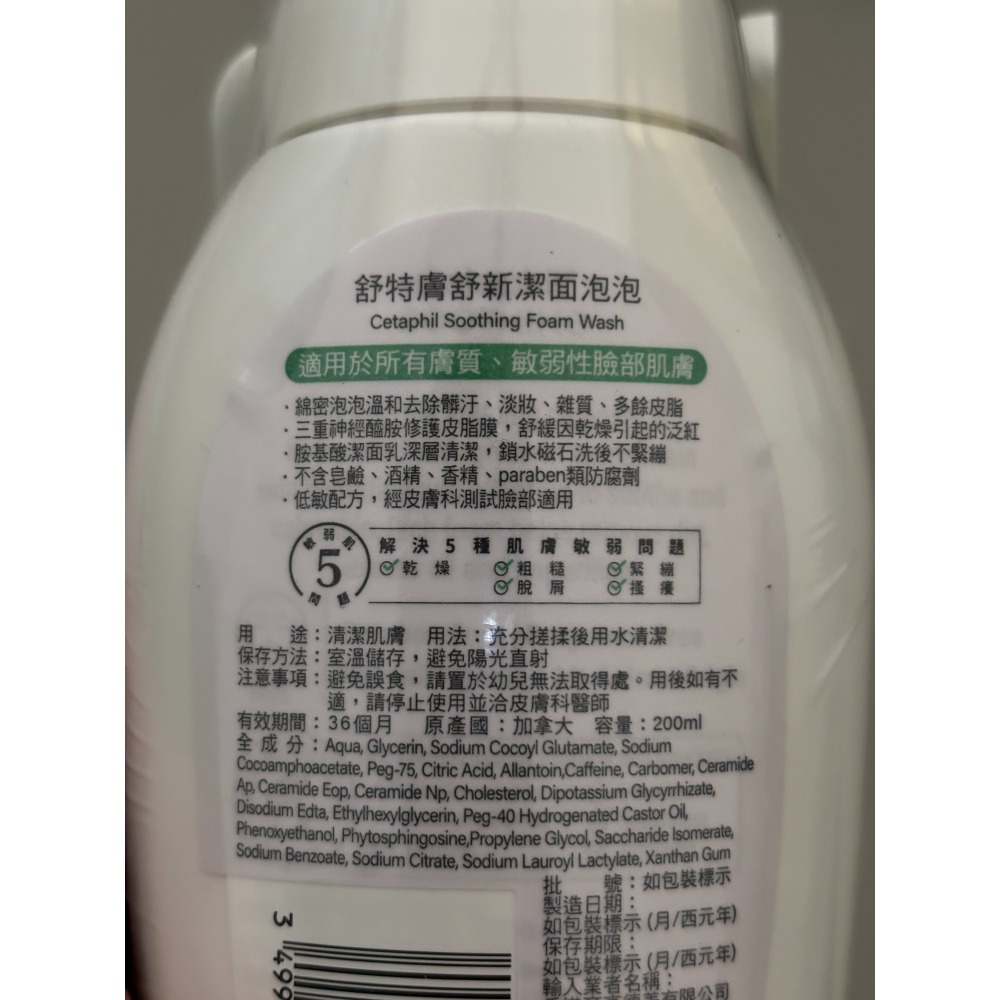 舒特膚舒新潔面泡泡
Cetaphil Soothing Foam Wash
適用於所有膚質、敏弱性臉部肌膚
·綿密泡泡溫和去除髒汙、淡妝、雜質、多餘皮脂
·三重神經醯胺修護皮脂膜，舒緩因乾燥引起的泛紅
·胺基酸潔面乳深層清潔，鎖水磁石洗後不緊繃
·不含皂鹼、酒精、香精、paraben類防腐劑
·低敏配方，經皮膚科測試臉部適用
敏弱肌
5
問題
解決5種肌膚敏弱問題
乾燥 粗糙 緊繃
脫屑 搔癢
用途：清潔肌膚 用法：充分搓揉後用水清潔
保存方法：室溫儲存，避免陽光直射
注意事項：避免誤食，請置於幼兒無法取得處。用後如有不
適，請停止使用並洽皮膚科醫師
有效期間：36個月 原產國：加拿大 容量：200ml
全成分：Aqua, Glycerin, Sodium Cocoyl Glutamate, Sodium
Cocoamphoacetate, Peg-75, Citric Acid, Allantoin,Caffeine, Carbomer, Ceramide
Ap, Ceramide Eop, Ceramide Np, Cholesterol, Dipotassium Glycyrrhizate,
Disodium Edta, Ethylhexylglycerin, Peg-40 Hydrogenated Castor Oil,
Phenoxyethanol, Phytosphingosine,Propylene Glycol, Saccharide Isomerate,
Sodium Benzoate, Sodium Citrate, Sodium Lauroyl Lactylate, Xanthan Gum
批號：如包裝標示
製造日期：
如包裝標示 (月/西元年)
保存期限：
如包裝標示 (月/西元年)
輸入業者名稱：
有限公司
3 499